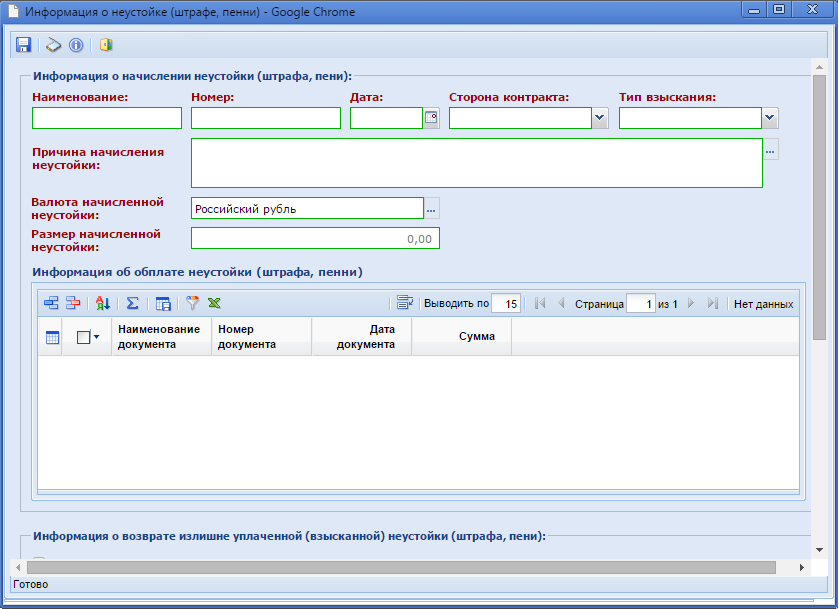 Информация о неустойке (штрафе, пенни) - Google Chrome
Информация о начислении неустойки (штрафа, пени):
Наименование: Номер: Дата: Сторона контракта: Тип взыскания:
Причина начисления
неустойки:
...
Валюта начисленной
неустойки:
Российский рубль ...
Размер начисленной
неустойки:
0,00
Информация об обплате неустойки (штрафа, пенни)
Выводить по 15 Страница 1 из 1 Нет данных
Наименование
документа
Номер
документа
Дата
документа
Сумма
Информация о возврате излишне уплаченной (взысканной) неустойки (штрафа, пени):
Готово